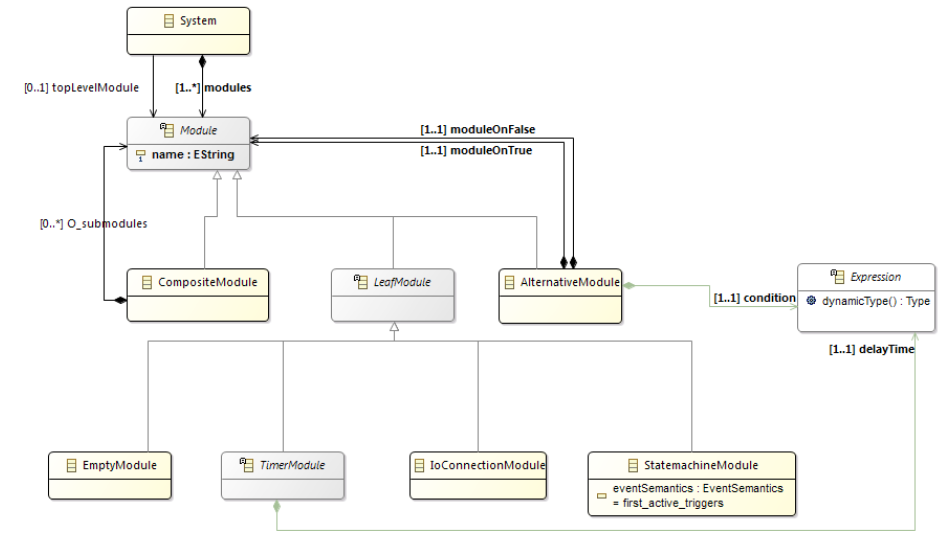 System
[0..1] topLevelModule
[1..*] modules
Module
name : EString
[1..1] moduleOnFalse
[1..1] moduleOnTrue
[0..*] O_submodules
CompositeModule
LeafModule
AlternativeModule
[1..1] condition
Expression
dynamicType() : Type
[1..1] delayTime
EmptyModule
TimerModule
IoConnectionModule
StatemachineModule
eventSemantics : EventSemantics
= first_active_triggers